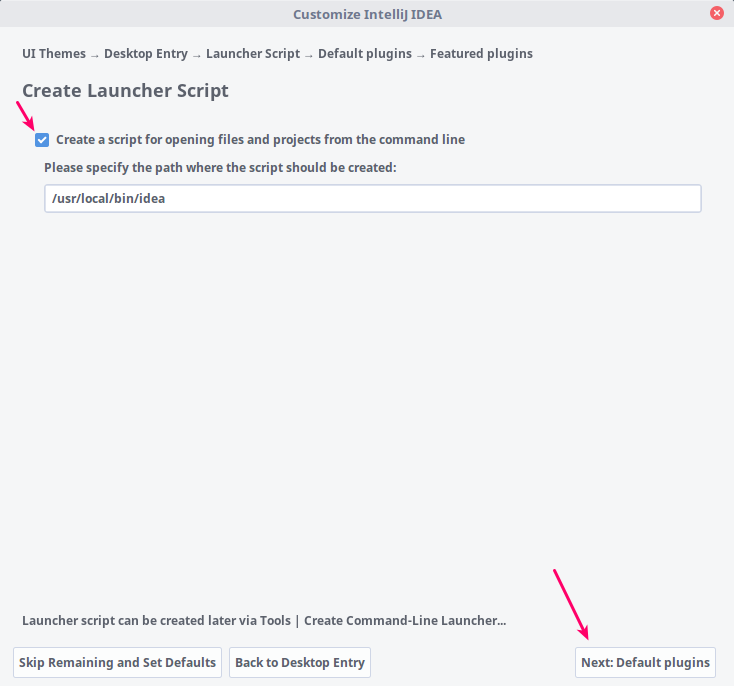 Customize IntelliJ IDEA
UI Themes → Desktop Entry → Launcher Script → Default plugins → Featured plugins
Create Launcher Script
Create a script for opening files and projects from the command line
Please specify the path where the script should be created:
/usr/local/bin/idea
Launcher script can be created later via Tools | Create Command-Line Launcher...
Skip Remaining and Set Defaults Back to Desktop Entry Next: Default plugins